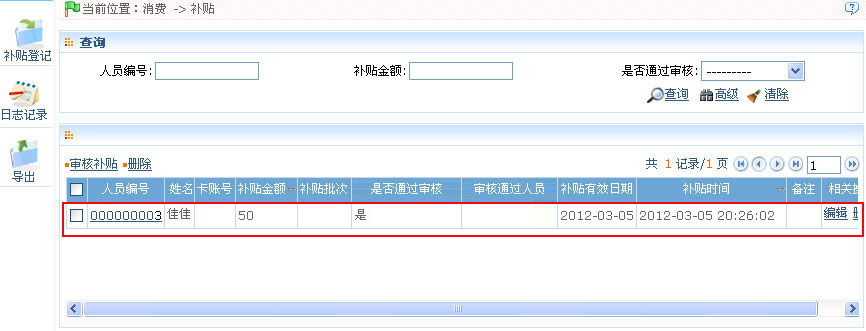 当前位置：消费 -> 补贴
补贴登记
日志记录
导出
查询
人员编号: 补贴金额: 是否通过审核: ---------
查询 高级 清除
审核补贴 删除 共 1 记录/1 页 1
人员编号 姓名 卡账号 补贴金额 补贴批次 是否通过审核 审核通过人员 补贴有效日期 补贴时间 备注 相关
000000003 佳佳 50 是 2012-03-05 2012-03-05 20:26:02 编辑